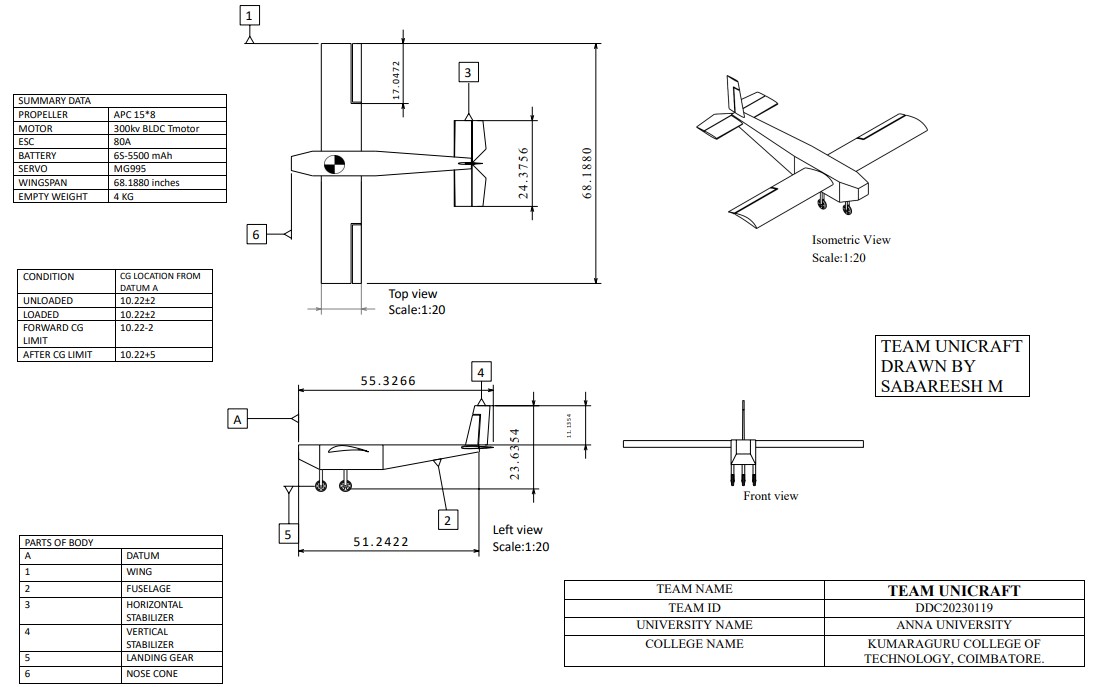 1
17.0472
3
24.3756
68.1880
6
Top view
Scale:1:20
SUMMARY DATA
PROPELLER APC 15*8
MOTOR 300kv BLDC Tmotor
ESC 80A
BATTERY 6S-5500 mAh
SERVO MG995
WINGSPAN 68.1880 inches
EMPTY WEIGHT 4 KG
Isometric View
Scale:1:20
CONDITION CG LOCATION FROM
DATUM A
UNLOADED 10.22±2
LOADED 10.22±2
FORWARD CG 10.22-2
LIMIT
AFTER CG LIMIT 10.22+5
TEAM UNICRAFT
DRAWN BY
SABAREESH M
55.3266
4
A
11.1354
23.6354
2
5
51.2422
Left view
Scale:1:20
Front view
PARTS OF BODY
A DATUM
1 WING
2 FUSELAGE
3 HORIZONTAL
STABILIZER
4 VERTICAL
STABILIZER
5 LANDING GEAR
6 NOSE CONE
TEAM NAME TEAM UNICRAFT
TEAM ID DDC20230119
UNIVERSITY NAME ANNA UNIVERSITY
COLLEGE NAME KUMARAGURU COLLEGE OF
TECHNOLOGY, COIMBATORE.